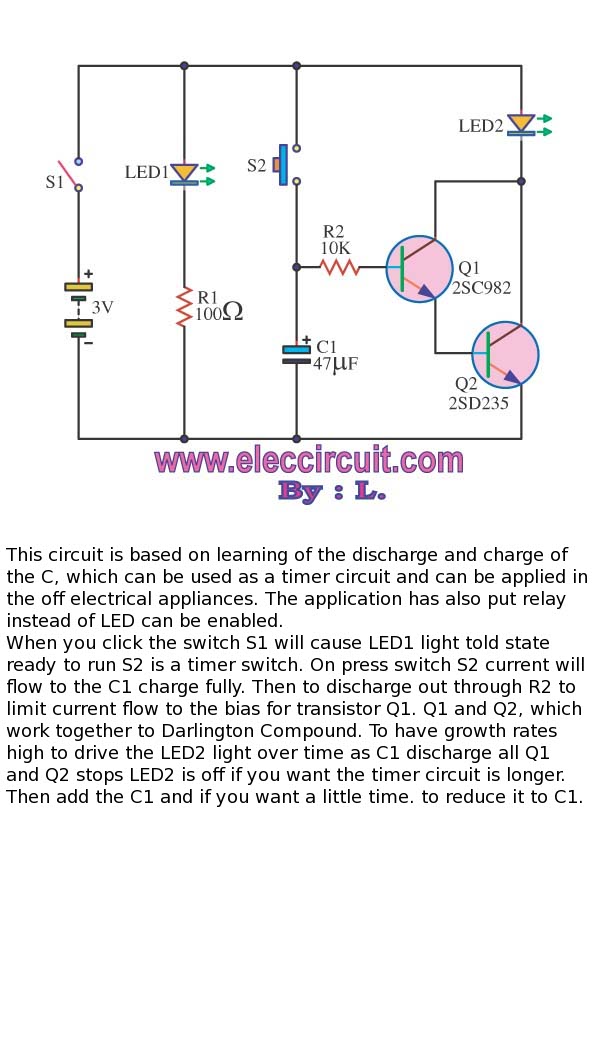 LED2
S1
LED1
S2
R2
10K
Q1
2SC982
+
3V
−
R1
100Ω
+
C1
47µF
Q2
2SD235
www.eleccircuit.com
By : L.
This circuit is based on learning of the discharge and charge of
the C, which can be used as a timer circuit and can be applied in
the off electrical appliances. The application has also put relay
instead of LED can be enabled.
When you click the switch S1 will cause LED1 light told state
ready to run S2 is a timer switch. On press switch S2 current will
flow to the C1 charge fully. Then to discharge out through R2 to
limit current flow to the bias for transistor Q1. Q1 and Q2, which
work together to Darlington Compound. To have growth rates
high to drive the LED2 light over time as C1 discharge all Q1
and Q2 stops LED2 is off if you want the timer circuit is longer.
Then add the C1 and if you want a little time. to reduce it to C1.